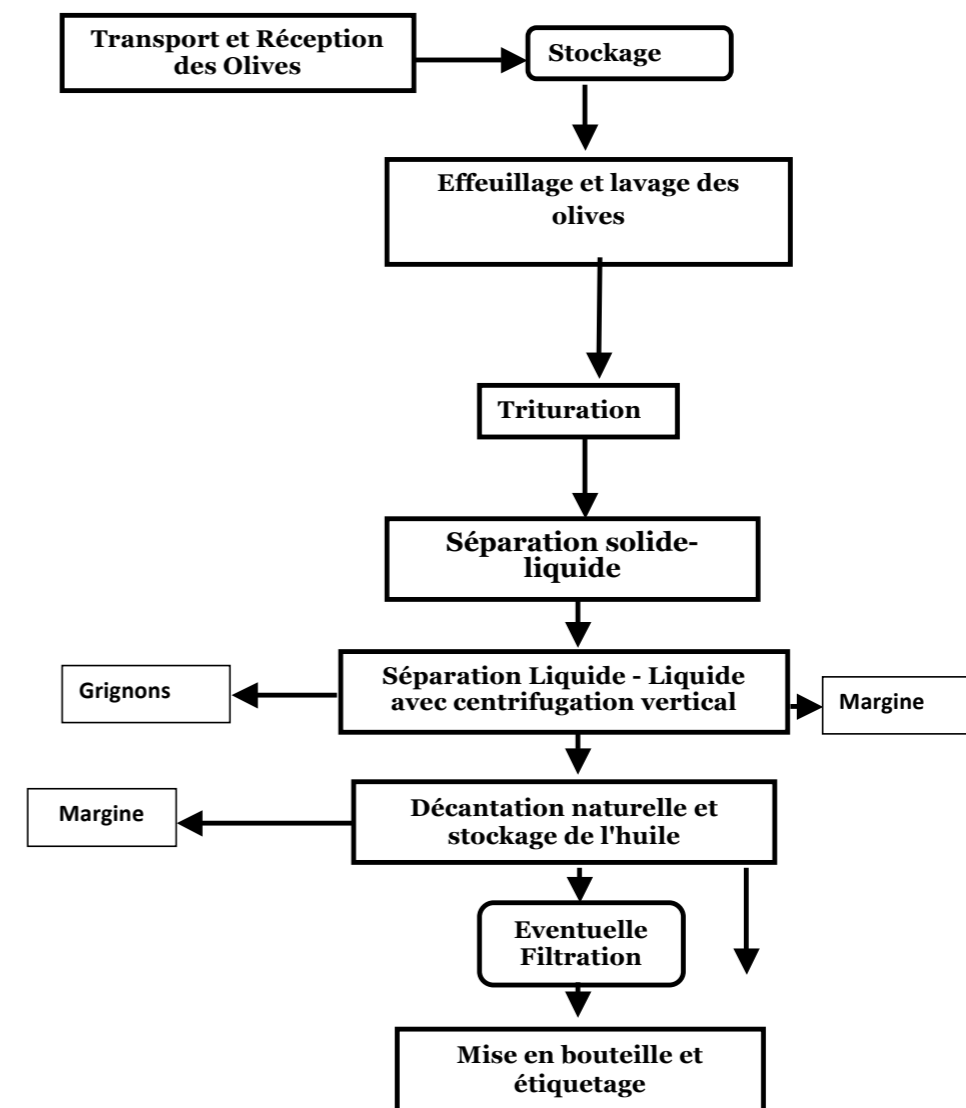 Transport et Réception
des Olives
Stockage
Effeuillage et lavage des
olives
Trituration
Séparation solide-
liquide
Grignons
Séparation Liquide - Liquide
avec centrifugation vertical
Margine
Margine
Décantation naturelle et
stockage de l'huile
Eventuelle
Filtration
Mise en bouteille et
étiquetage